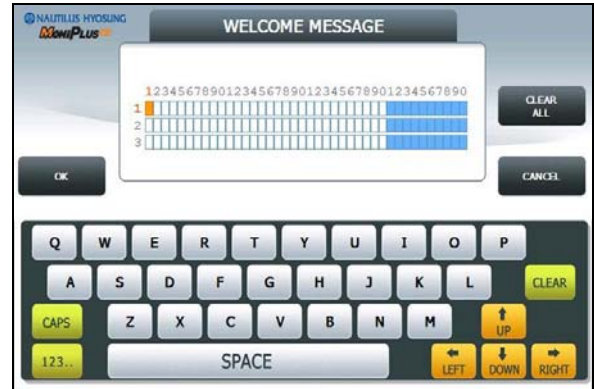 NAUTILUS HYOSUNG
MoniPlus
WELCOME MESSAGE
1234567890123456789012345678901234567890
1
2
3
CLEAR ALL
OK
CANCEL
Q W E R T Y U I O P
A S D F G H J K L CLEAR
CAPS Z X C V B N M UP
123.. SPACE LEFT DOWN RIGHT